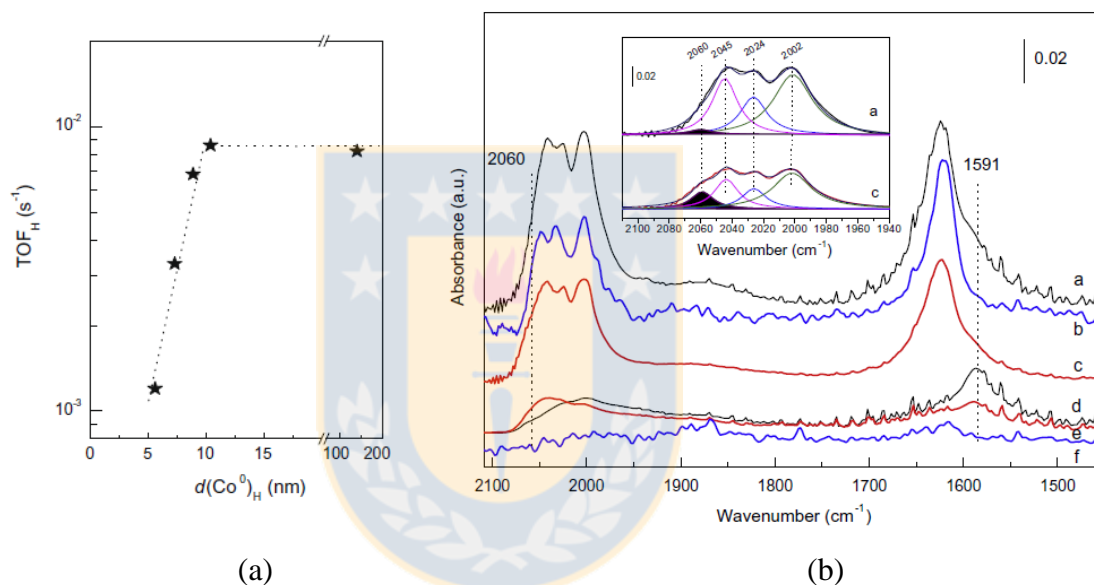 TOF_H (s⁻¹)
10⁻²
10⁻³
0 5 10 15 100 200
d(Co⁰)_H (nm)
(a)
Absorbance (a.u.)
2060
1591
0.02
2060 2045 2024 2002
0.02
a
c
2100 2080 2060 2040 2020 2000 1980 1960 1940
Wavenumber (cm⁻¹)
a
b
c
d
e
f
2100 2000 1900 1800 1700 1600 1500
Wavenumber (cm⁻¹)
(b)